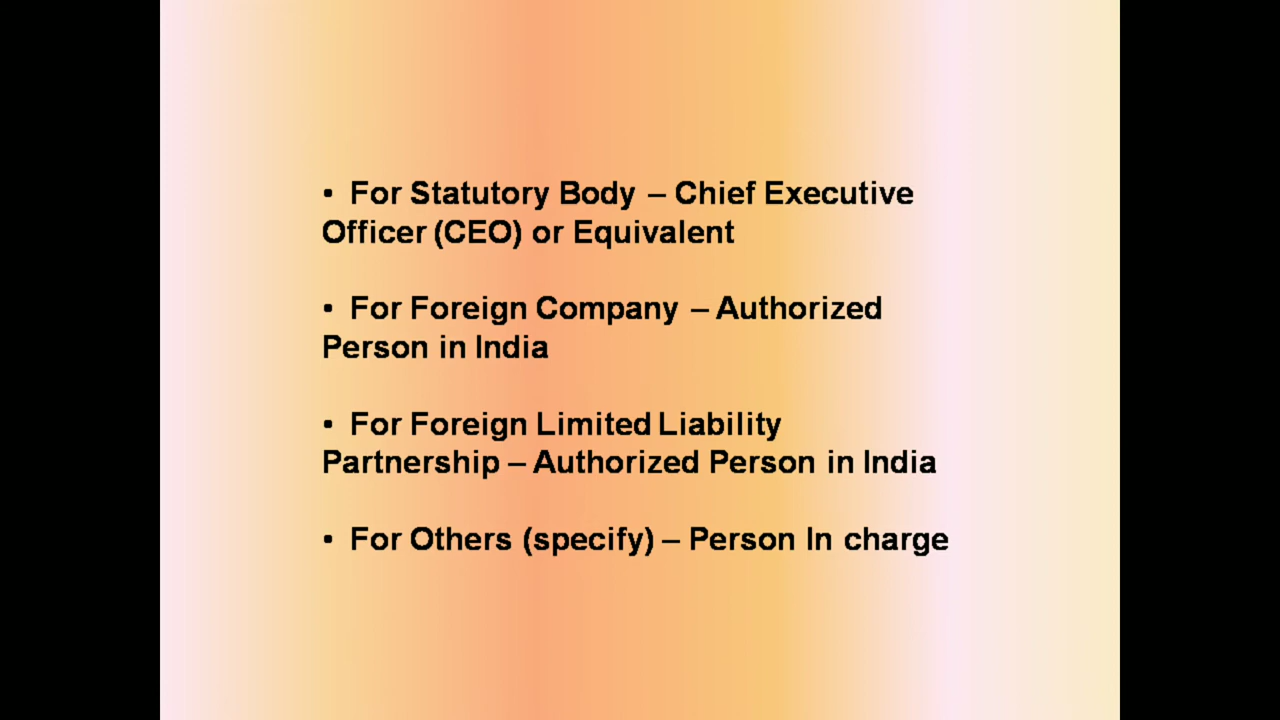 • For Statutory Body – Chief Executive
Officer (CEO) or Equivalent
• For Foreign Company – Authorized
Person in India
• For Foreign Limited Liability
Partnership – Authorized Person in India
• For Others (specify) – Person In charge